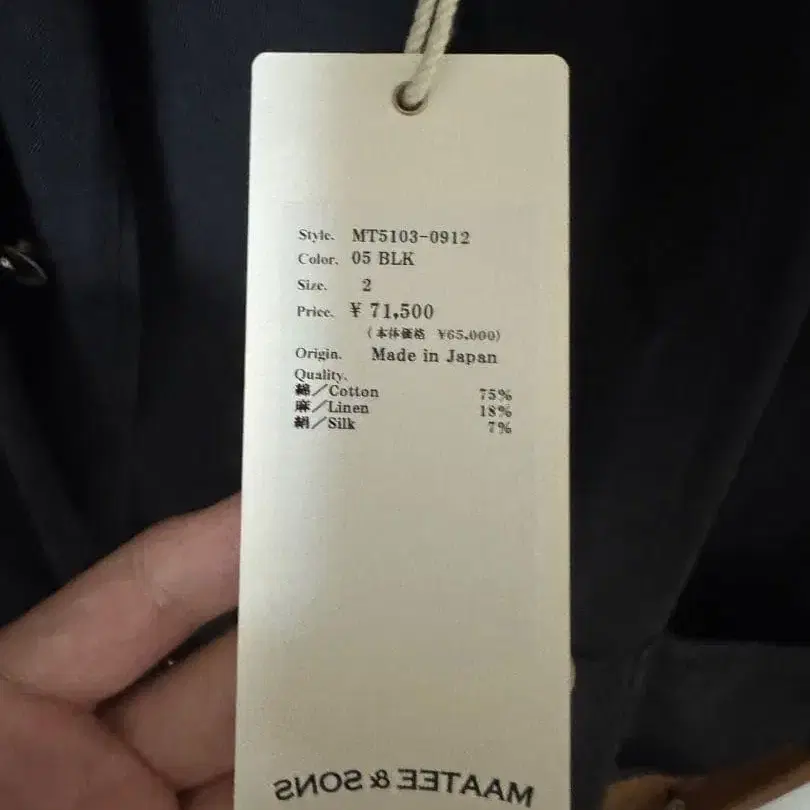 Style. MT5103-0912
Color. 05 BLK
Size. 2
Price. ¥ 71,500
(本体価格 ¥65,000)
Origin. Made in Japan
Quality.
綿/Cotton 75%
麻/Linen 18%
絹/Silk 7%
MAATEE & SONS